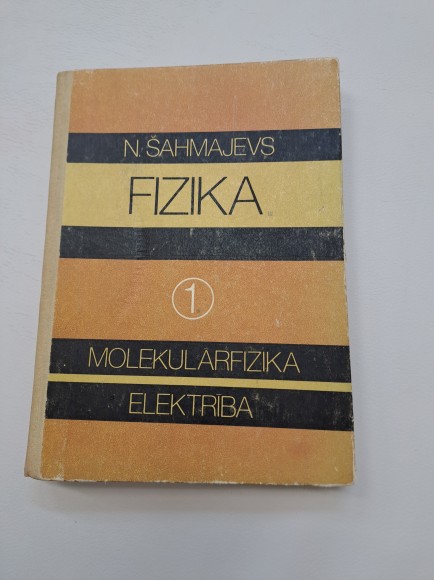 N. ŠAHMAJEVS
FIZIKA
1
MOLEKULĀRFIZIKA
ELEKTRĪBA